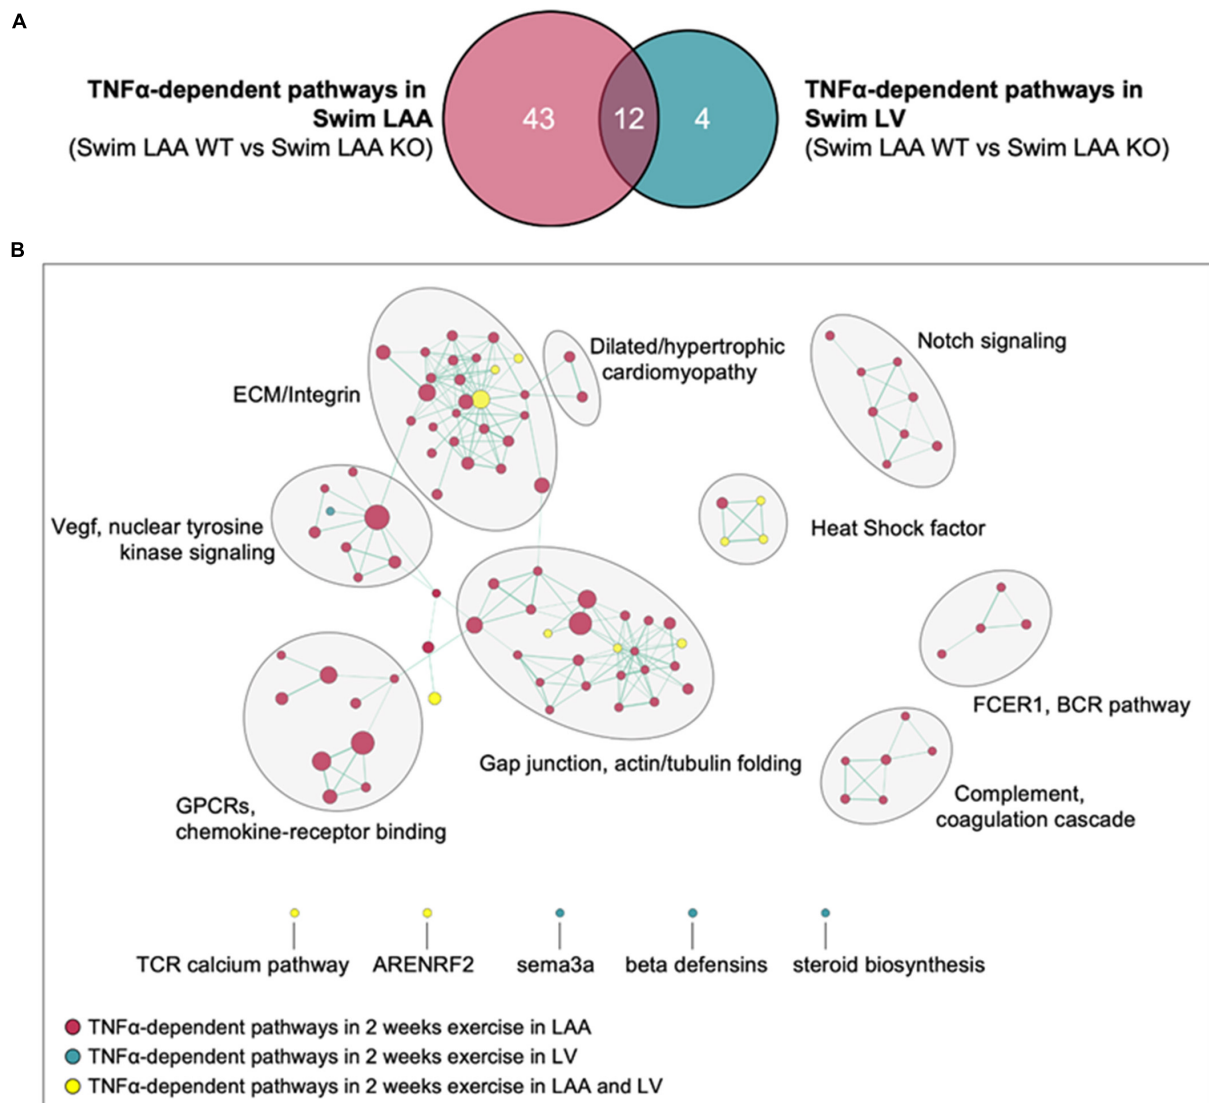 A
TNFα-dependent pathways in
Swim LAA
(Swim LAA WT vs Swim LAA KO)
43
12
4
TNFα-dependent pathways in
Swim LV
(Swim LAA WT vs Swim LAA KO)
B
ECM/Integrin
Dilated/hypertrophic
cardiomyopathy
Notch signaling
Vegf, nuclear tyrosine
kinase signaling
Heat Shock factor
FCER1, BCR pathway
Gap junction, actin/tubulin folding
GPCRs,
chemokine-receptor binding
Complement,
coagulation cascade
TCR calcium pathway
ARENRF2
sema3a
beta defensins
steroid biosynthesis
TNFα-dependent pathways in 2 weeks exercise in LAA
TNFα-dependent pathways in 2 weeks exercise in LV
TNFα-dependent pathways in 2 weeks exercise in LAA and LV